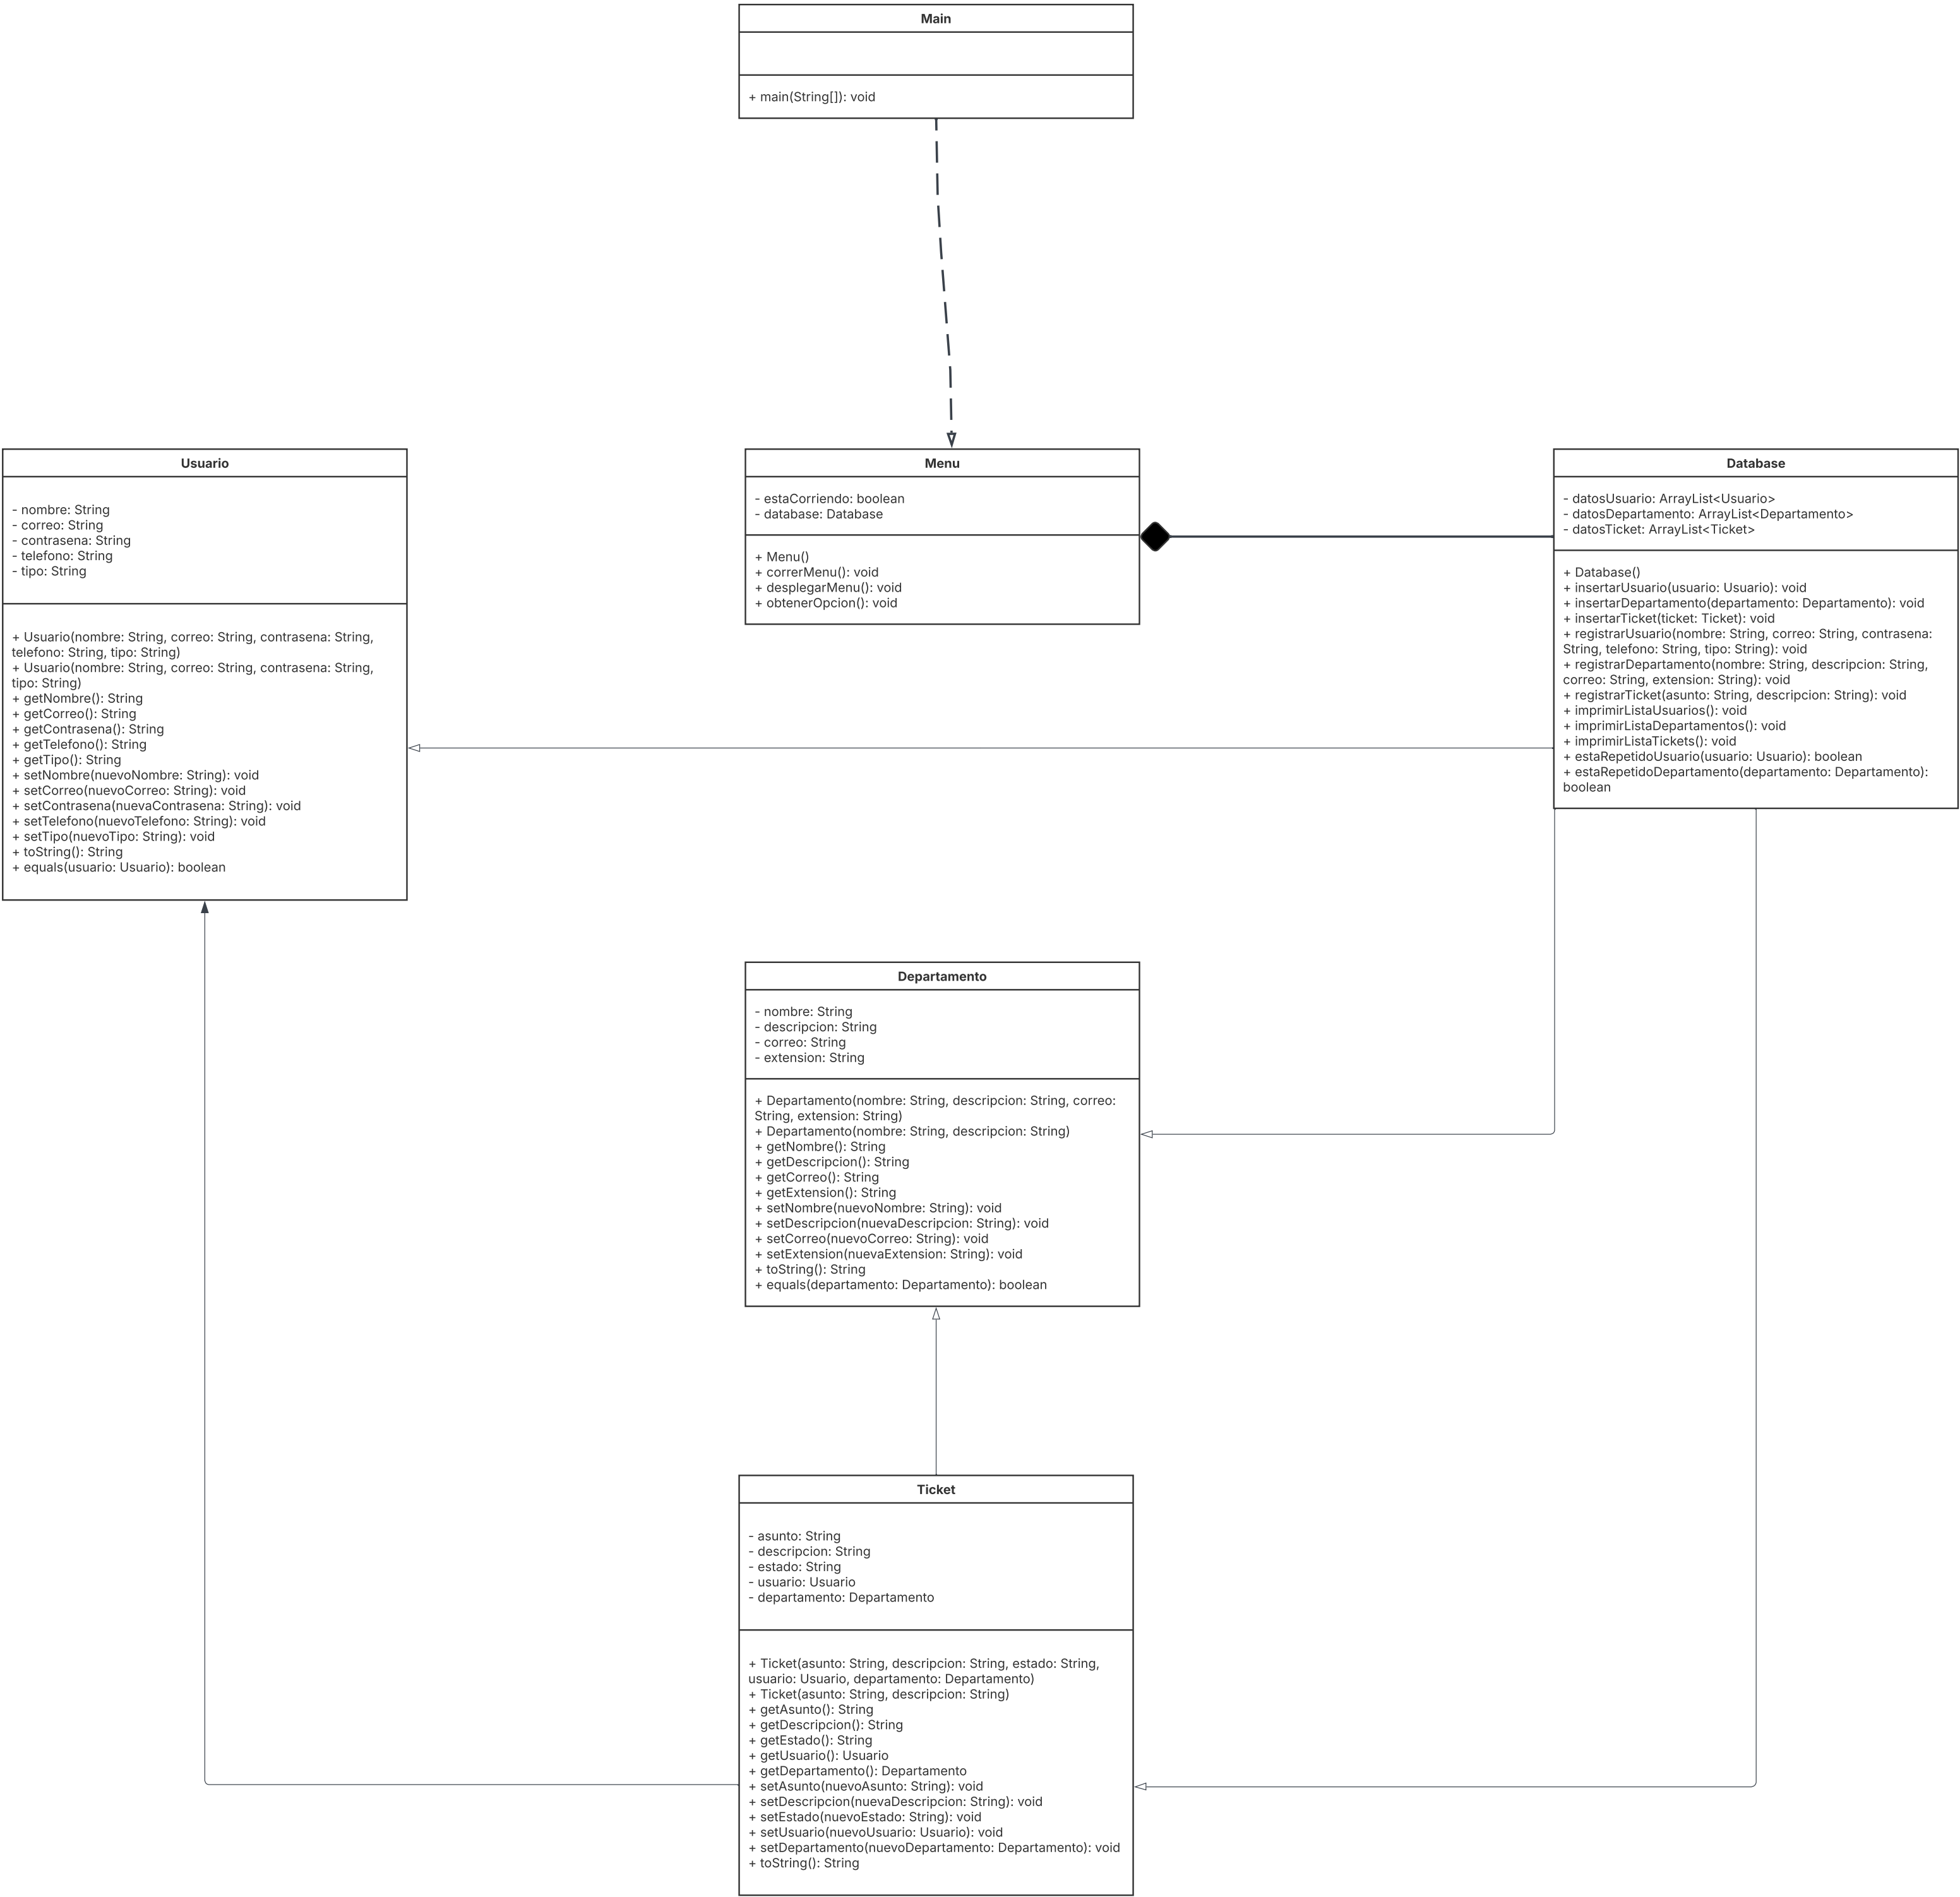 Main
+ main(String[]): void
Usuario
- nombre: String
- correo: String
- contrasena: String
- telefono: String
- tipo: String
+ Usuario(nombre: String, correo: String, contrasena: String,
telefono: String, tipo: String)
+ Usuario(nombre: String, correo: String, contrasena: String,
tipo: String)
+ getNombre(): String
+ getCorreo(): String
+ getContrasena(): String
+ getTelefono(): String
+ getTipo(): String
+ setNombre(nuevoNombre: String): void
+ setCorreo(nuevoCorreo: String): void
+ setContrasena(nuevaContrasena: String): void
+ setTelefono(nuevoTelefono: String): void
+ setTipo(nuevoTipo: String): void
+ toString(): String
+ equals(usuario: Usuario): boolean
Menu
- estaCorriendo: boolean
- database: Database
+ Menu()
+ correrMenu(): void
+ desplegarMenu(): void
+ obtenerOpcion(): void
Database
- datosUsuario: ArrayList<Usuario>
- datosDepartamento: ArrayList<Departamento>
- datosTicket: ArrayList<Ticket>
+ Database()
+ insertarUsuario(usuario: Usuario): void
+ insertarDepartamento(departamento: Departamento): void
+ insertarTicket(ticket: Ticket): void
+ registrarUsuario(nombre: String, correo: String, contrasena:
String, telefono: String, tipo: String): void
+ registrarDepartamento(nombre: String, descripcion: String,
correo: String, extension: String): void
+ registrarTicket(asunto: String, descripcion: String): void
+ imprimirListaUsuarios(): void
+ imprimirListaDepartamentos(): void
+ imprimirListaTickets(): void
+ estaRepetidoUsuario(usuario: Usuario): boolean
+ estaRepetidoDepartamento(departamento: Departamento):
boolean
Departamento
- nombre: String
- descripcion: String
- correo: String
- extension: String
+ Departamento(nombre: String, descripcion: String, correo:
String, extension: String)
+ Departamento(nombre: String, descripcion: String)
+ getNombre(): String
+ getDescripcion(): String
+ getCorreo(): String
+ getExtension(): String
+ setNombre(nuevoNombre: String): void
+ setDescripcion(nuevaDescripcion: String): void
+ setCorreo(nuevoCorreo: String): void
+ setExtension(nuevaExtension: String): void
+ toString(): String
+ equals(departamento: Departamento): boolean
Ticket
- asunto: String
- descripcion: String
- estado: String
- usuario: Usuario
- departamento: Departamento
+ Ticket(asunto: String, descripcion: String, estado: String,
usuario: Usuario, departamento: Departamento)
+ Ticket(asunto: String, descripcion: String)
+ getAsunto(): String
+ getDescripcion(): String
+ getEstado(): String
+ getUsuario(): Usuario
+ getDepartamento(): Departamento
+ setAsunto(nuevoAsunto: String): void
+ setDescripcion(nuevaDescripcion: String): void
+ setEstado(nuevoEstado: String): void
+ setUsuario(nuevoUsuario: Usuario): void
+ setDepartamento(nuevoDepartamento: Departamento): void
+ toString(): String